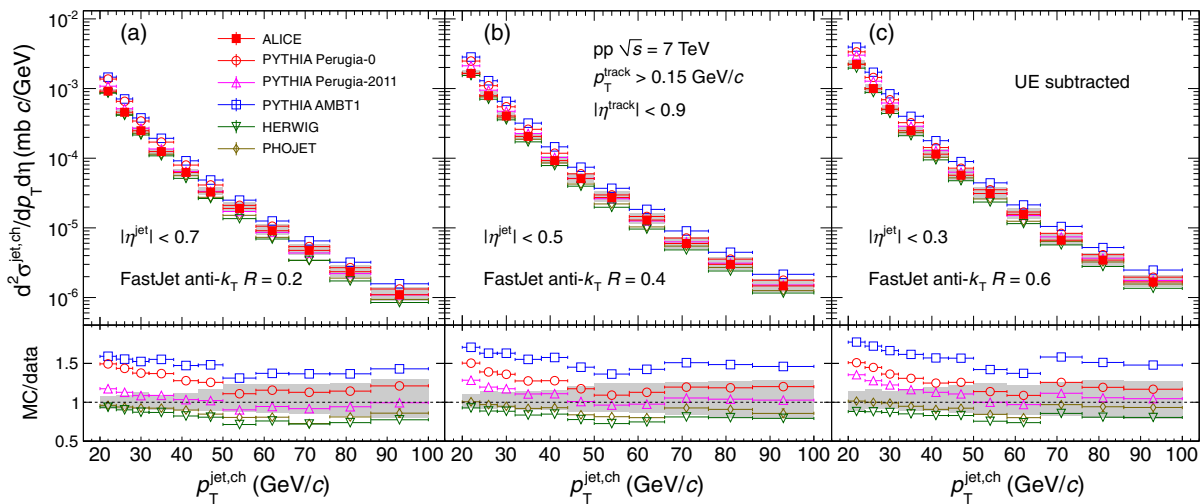 d²σ^jet,ch/dp_T dη (mb c/GeV)
10⁻² 10⁻³ 10⁻⁴ 10⁻⁵ 10⁻⁶
(a)
ALICE
PYTHIA Perugia-0
PYTHIA Perugia-2011
PYTHIA AMBT1
HERWIG
PHOJET
|η^jet| < 0.7
FastJet anti-k_T R = 0.2
(b)
pp √s = 7 TeV
p_T^track > 0.15 GeV/c
|η^track| < 0.9
|η^jet| < 0.5
FastJet anti-k_T R = 0.4
(c)
UE subtracted
|η^jet| < 0.3
FastJet anti-k_T R = 0.6
MC/data
1.5
1
0.5
20 30 40 50 60 70 80 90 100
20 30 40 50 60 70 80 90 100
20 30 40 50 60 70 80 90 100
p_T^jet,ch (GeV/c)
p_T^jet,ch (GeV/c)
p_T^jet,ch (GeV/c)